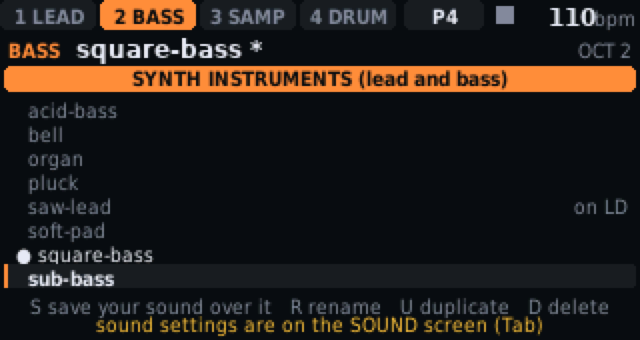 1 LEAD 2 BASS 3 SAMP 4 DRUM P4 110bpm
BASS square-bass * OCT 2
SYNTH INSTRUMENTS (lead and bass)
acid-bass
bell
organ
pluck
saw-lead on LD
soft-pad
square-bass
sub-bass
S save your sound over it R rename U duplicate D delete
sound settings are on the SOUND screen (Tab)